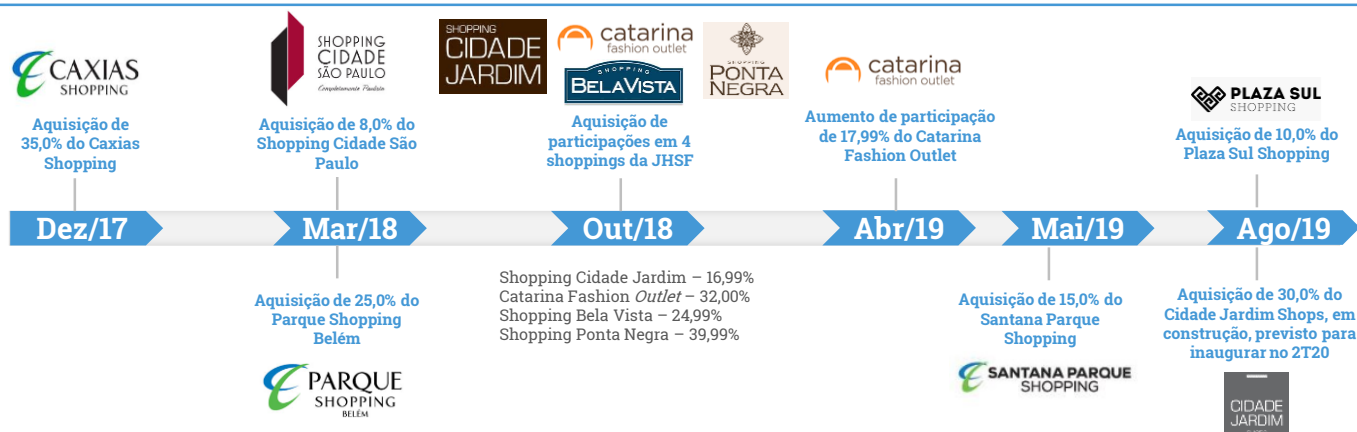 CAXIAS
SHOPPING
Aquisição de
35,0% do Caxias
Shopping
SHOPPING
CIDADE
SÃO PAULO
Completamente Paulista
Aquisição de 8,0% do
Shopping Cidade São
Paulo
SHOPPING
CIDADE
JARDIM
catarina
fashion outlet
SHOPPING
BELAVISTA
SHOPPING
PONTA
NEGRA
Aquisição de
participações em 4
shoppings da JHSF
catarina
fashion outlet
Aumento de participação
de 17,99% do Catarina
Fashion Outlet
PLAZA SUL
SHOPPING
Aquisição de 10,0% do
Plaza Sul Shopping
Dez/17
Mar/18
Out/18
Abr/19
Mai/19
Ago/19
Aquisição de 25,0% do
Parque Shopping
Belém
PARQUE
SHOPPING
BELÉM
Shopping Cidade Jardim – 16,99%
Catarina Fashion Outlet – 32,00%
Shopping Bela Vista – 24,99%
Shopping Ponta Negra – 39,99%
Aquisição de 15,0% do
Santana Parque
Shopping
SANTANA PARQUE
SHOPPING
Aquisição de 30,0% do
Cidade Jardim Shops, em
construção, previsto para
inaugurar no 2T20
CIDADE
JARDIM